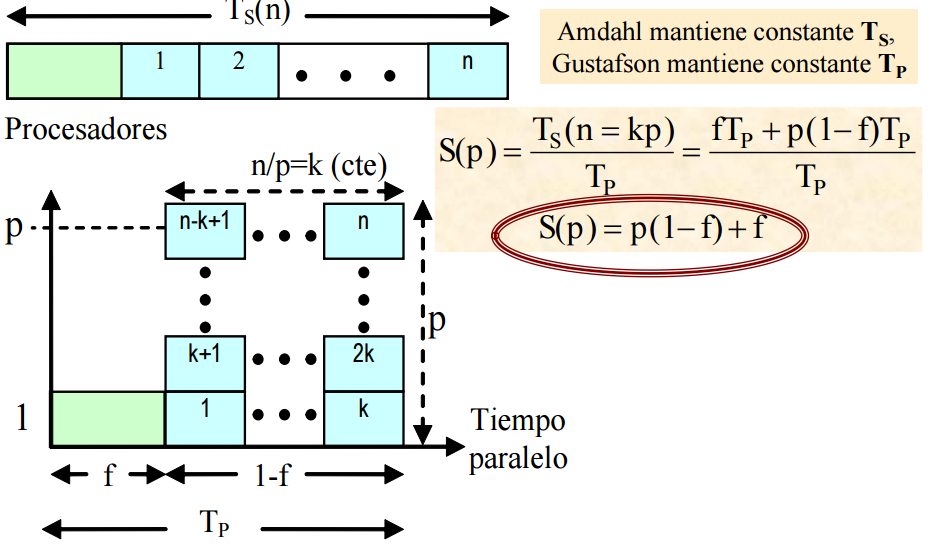 T_S(n)
1 2 • • • n
Amdahl mantiene constante T_S,
Gustafson mantiene constante T_P
Procesadores
S(p) = T_S(n = kp) / T_P = fT_P + p(1 − f)T_P / T_P
S(p) = p(1 − f) + f
n/p=k (cte)
p
n-k+1 • • • n
p
k+1 • • • 2k
1
1 • • • k
Tiempo
paralelo
f
1-f
T_P